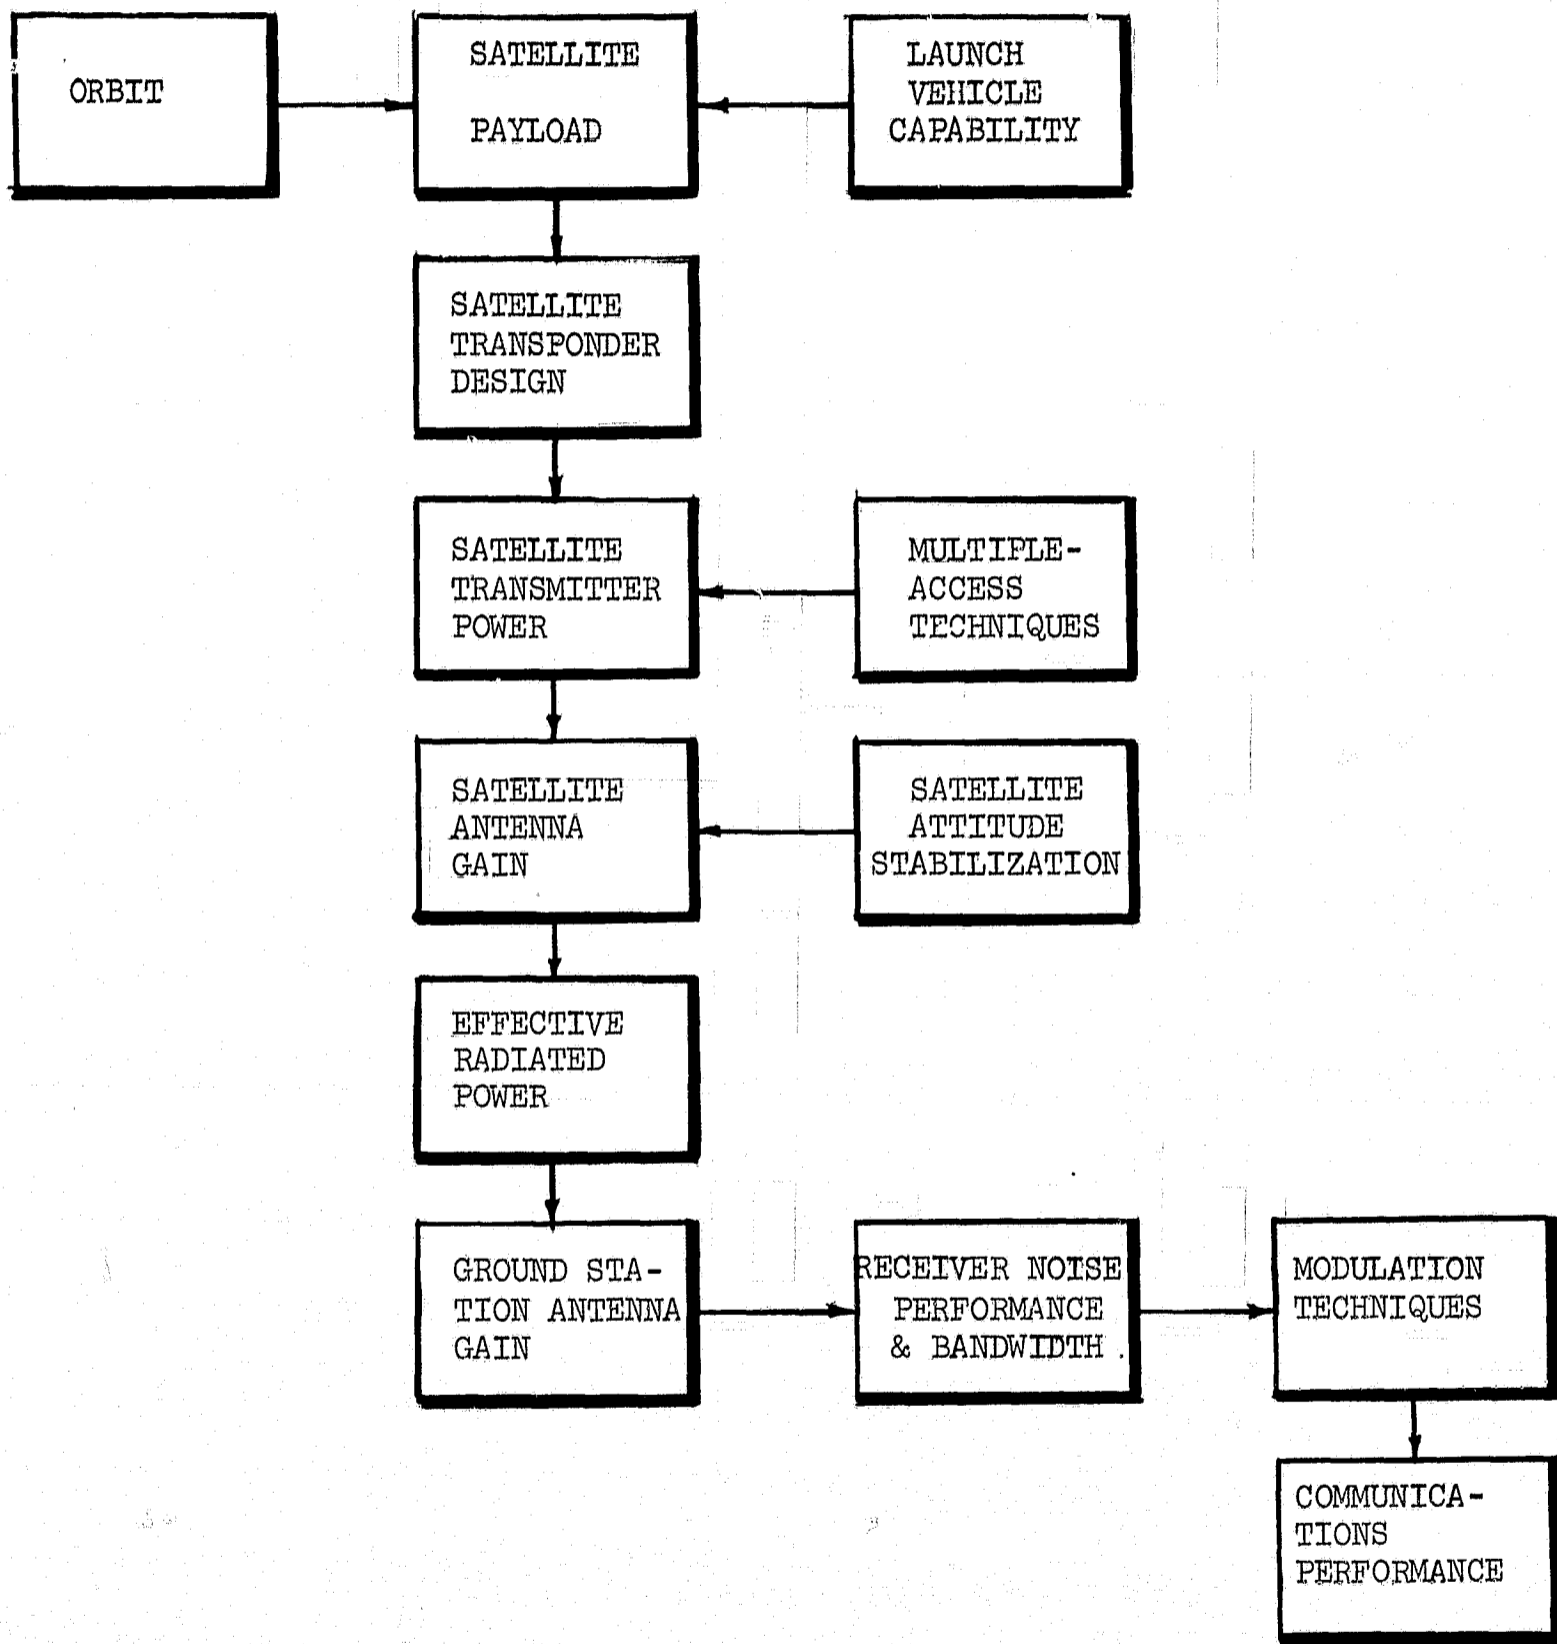 ORBIT
SATELLITE
PAYLOAD
LAUNCH
VEHICLE
CAPABILITY
SATELLITE
TRANSPONDER
DESIGN
SATELLITE
TRANSMITTER
POWER
MULTIPLE-
ACCESS
TECHNIQUES
SATELLITE
ANTENNA
GAIN
SATELLITE
ATTITUDE
STABILIZATION
EFFECTIVE
RADIATED
POWER
GROUND STA-
TION ANTENNA
GAIN
RECEIVER NOISE
PERFORMANCE
& BANDWIDTH .
MODULATION
TECHNIQUES
COMMUNICA-
TIONS
PERFORMANCE